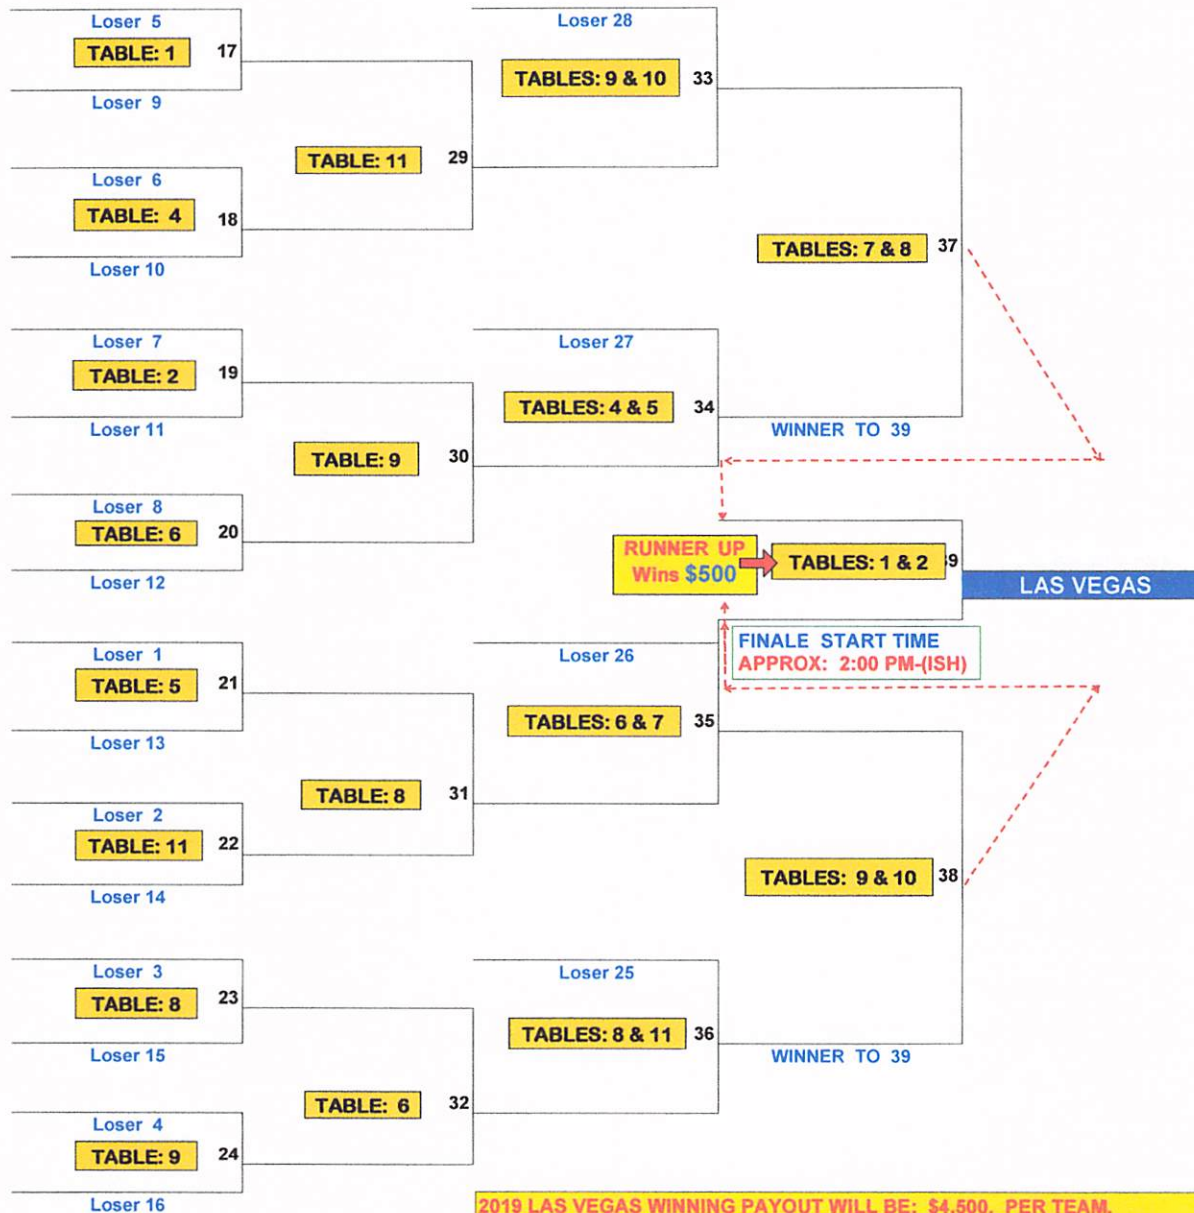 Loser 5
TABLE: 1
17
Loser 9
Loser 6
TABLE: 4
18
Loser 10
TABLE: 11
29
Loser 28
TABLES: 9 & 10
33
TABLES: 7 & 8
37
Loser 7
TABLE: 2
19
Loser 11
TABLE: 9
30
Loser 8
TABLE: 6
20
Loser 12
Loser 27
TABLES: 4 & 5
34
WINNER TO 39
RUNNER UP
Wins $500
TABLES: 1 & 2
39
LAS VEGAS
FINALE START TIME
APPROX: 2:00 PM-(ISH)
Loser 1
TABLE: 5
21
Loser 13
Loser 26
TABLES: 6 & 7
35
TABLE: 8
31
Loser 2
TABLE: 11
22
Loser 14
TABLES: 9 & 10
38
Loser 3
TABLE: 8
23
Loser 15
Loser 25
TABLES: 8 & 11
36
WINNER TO 39
TABLE: 6
32
Loser 4
TABLE: 9
24
Loser 16
2019 LAS VEGAS WINNING PAYOUT WILL BE: $4,500. PER TEAM.